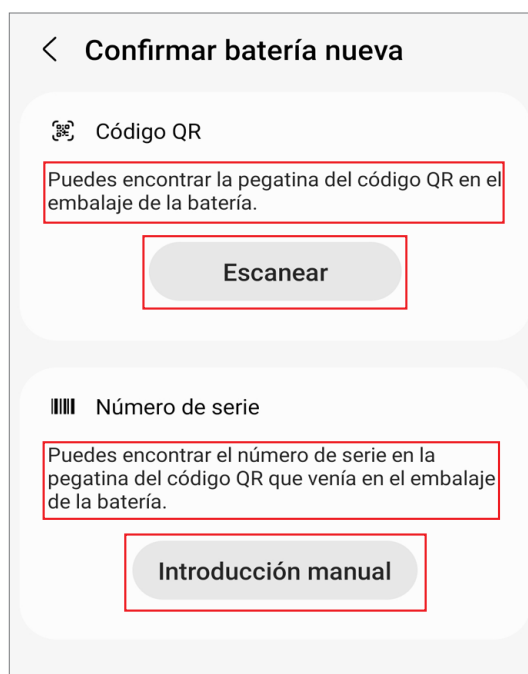 Confirmar batería nueva
Código QR
Puedes encontrar la pegatina del código QR en el
embalaje de la batería.
Escanear
Número de serie
Puedes encontrar el número de serie en la
pegatina del código QR que venía en el embalaje
de la batería.
Introducción manual